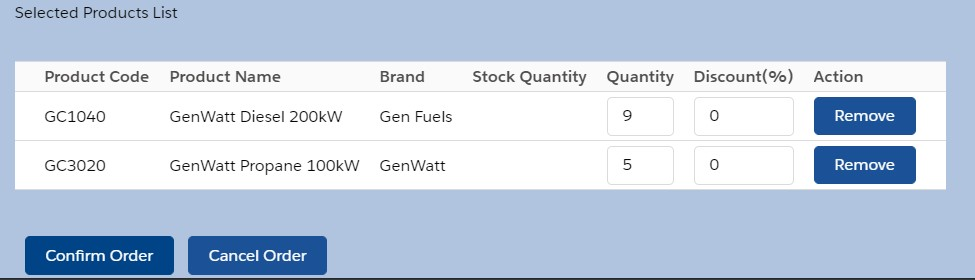 Selected Products List
Product Code Product Name Brand Stock Quantity Quantity Discount(%) Action
GC1040 GenWatt Diesel 200kW Gen Fuels 9 0 Remove
GC3020 GenWatt Propane 100kW GenWatt 5 0 Remove
Confirm Order Cancel Order